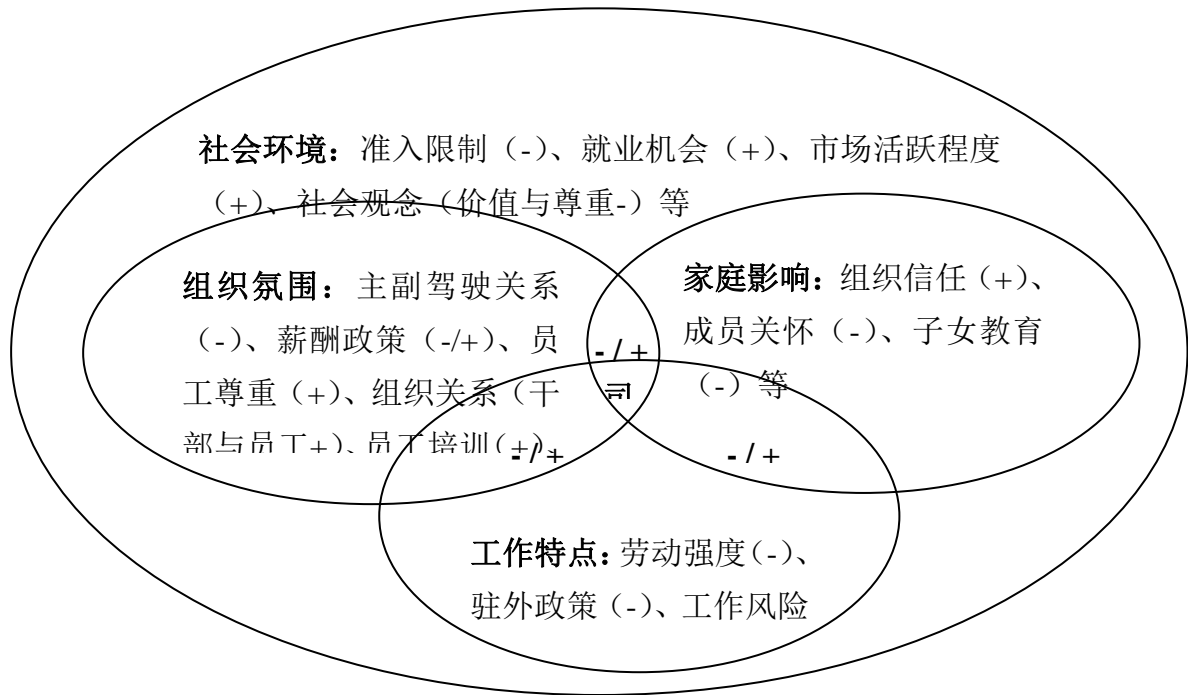 社会环境：准入限制（-）、就业机会（+）、市场活跃程度
（+）、社会观念（价值与尊重-）等
组织氛围：主副驾驶关系
（-）、薪酬政策（-/+）、员
工尊重（+）、组织关系（干
部与员工+）、员工培训（+）
家庭影响：组织信任（+）、
成员关怀（-）、子女教育
（-）等
- / +
- / +
- / +
工作特点：劳动强度（-）、
驻外政策（-）、工作风险